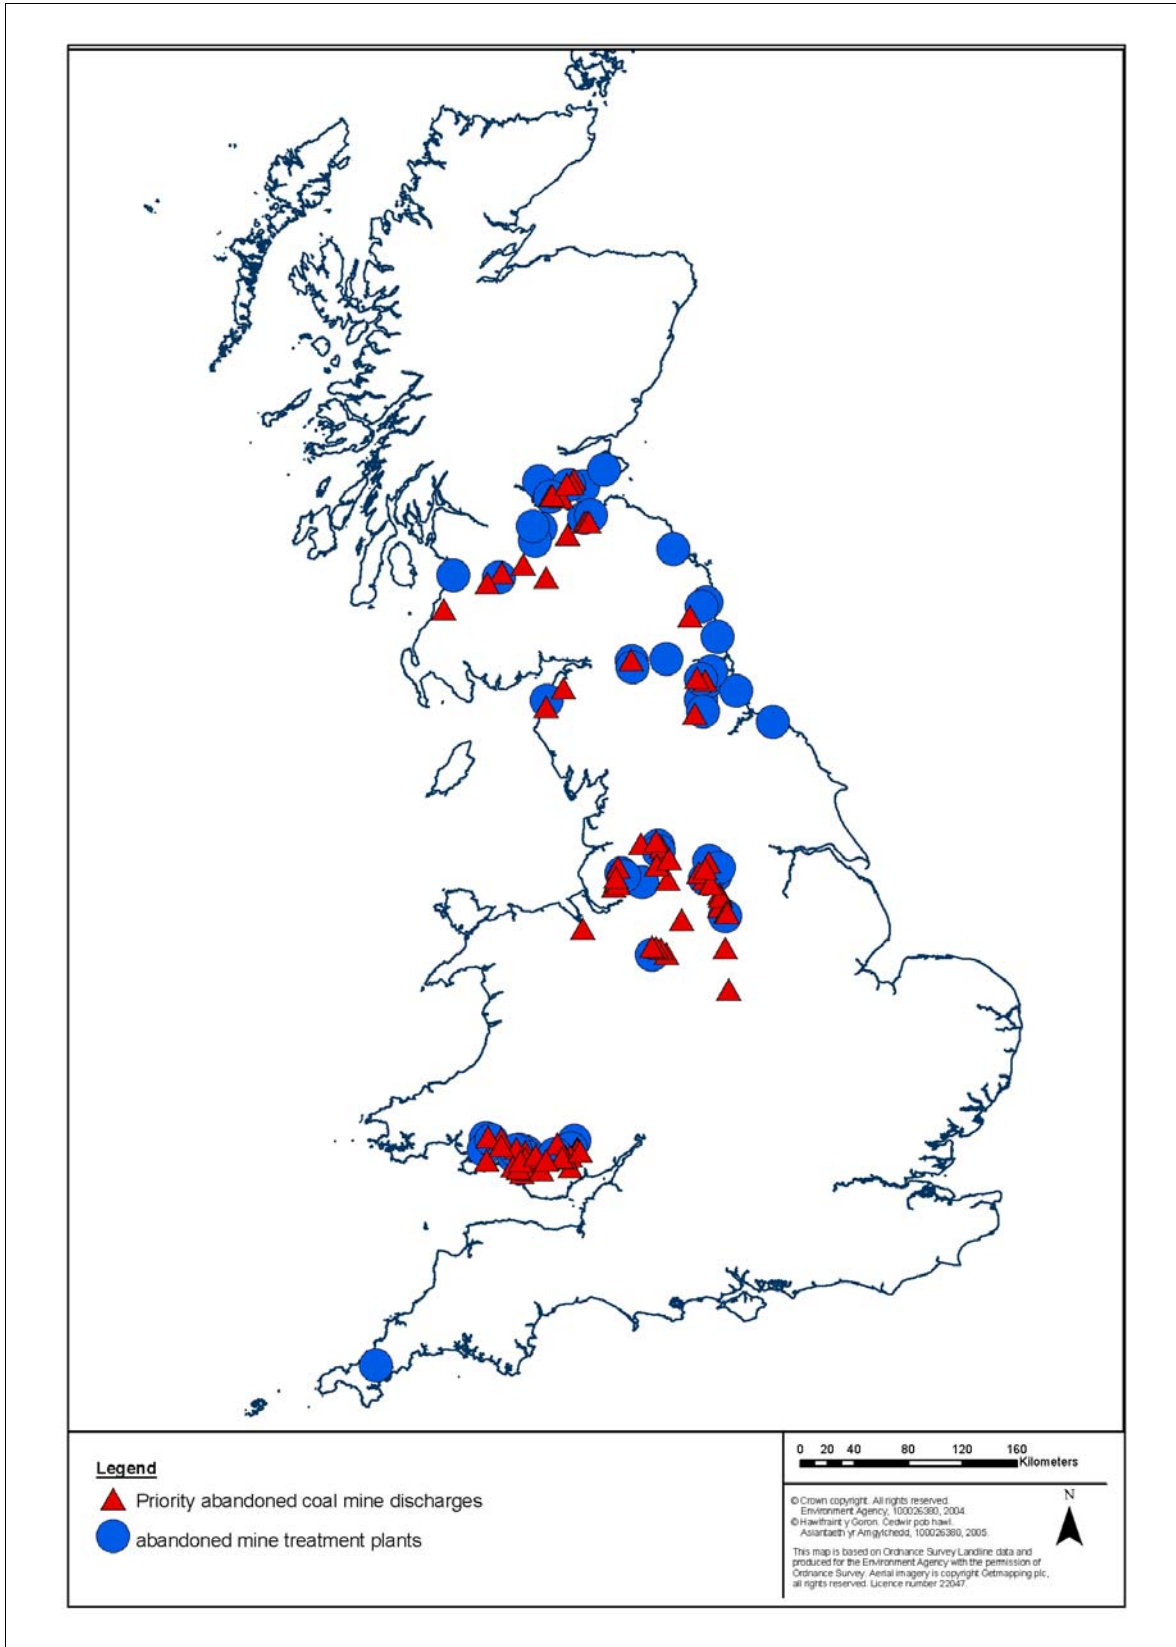 Legend
Priority abandoned coal mine discharges
abandoned mine treatment plants
0 20 40 80 120 160
Kilometers
© Crown copyright. All rights reserved.
Environment Agency, 100026380, 2004.
© Hawlfraint y Goron. Cedwir pob hawl.
Asiantaeth yr Amgylchedd, 100026380, 2005.
This map is based on Ordnance Survey Landline data and
produced for the Environment Agency with the permission of
Ordnance Survey. Aerial imagery is copyright Getmapping plc,
all rights reserved. Licence number 22047.
N